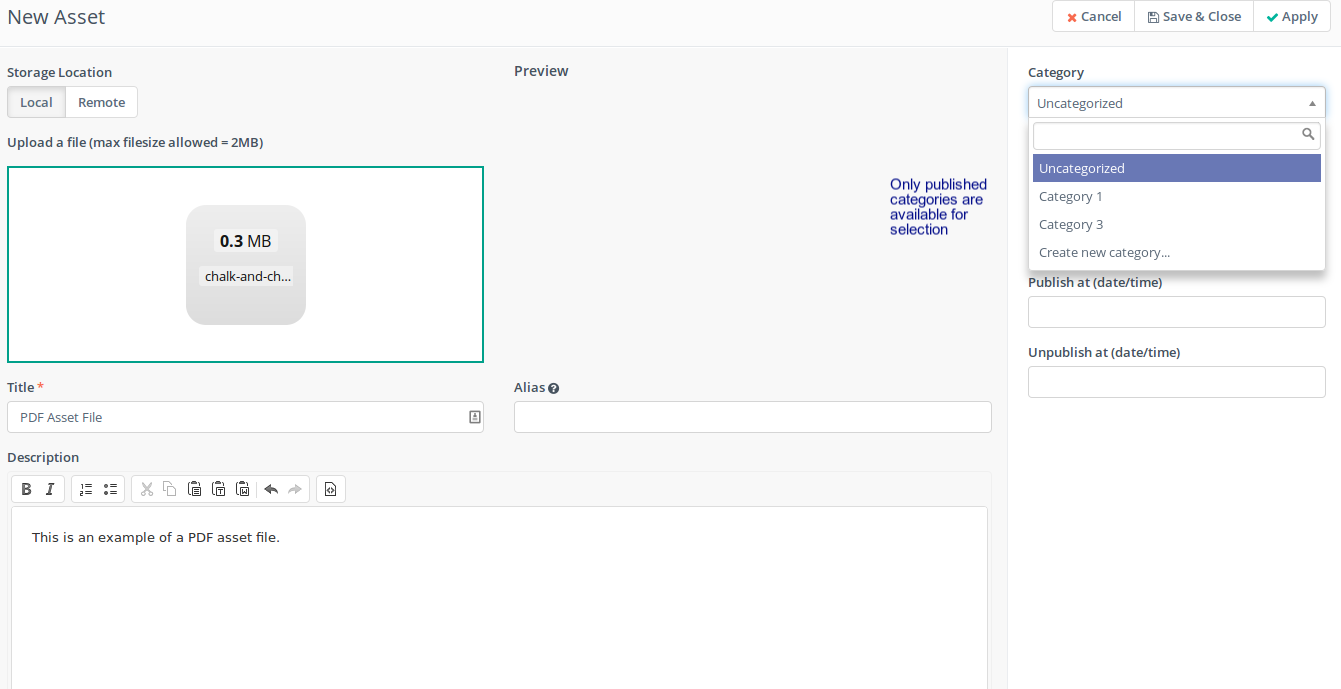 New Asset
Cancel
Save & Close
Apply
Storage Location
Local
Remote
Upload a file (max filesize allowed = 2MB)
0.3 MB
chalk-and-ch...
Preview
Only published
categories are
available for
selection
Title *
PDF Asset File
Alias
Description
B I
This is an example of a PDF asset file.
Category
Uncategorized
Uncategorized
Category 1
Category 3
Create new category...
Publish at (date/time)
Unpublish at (date/time)